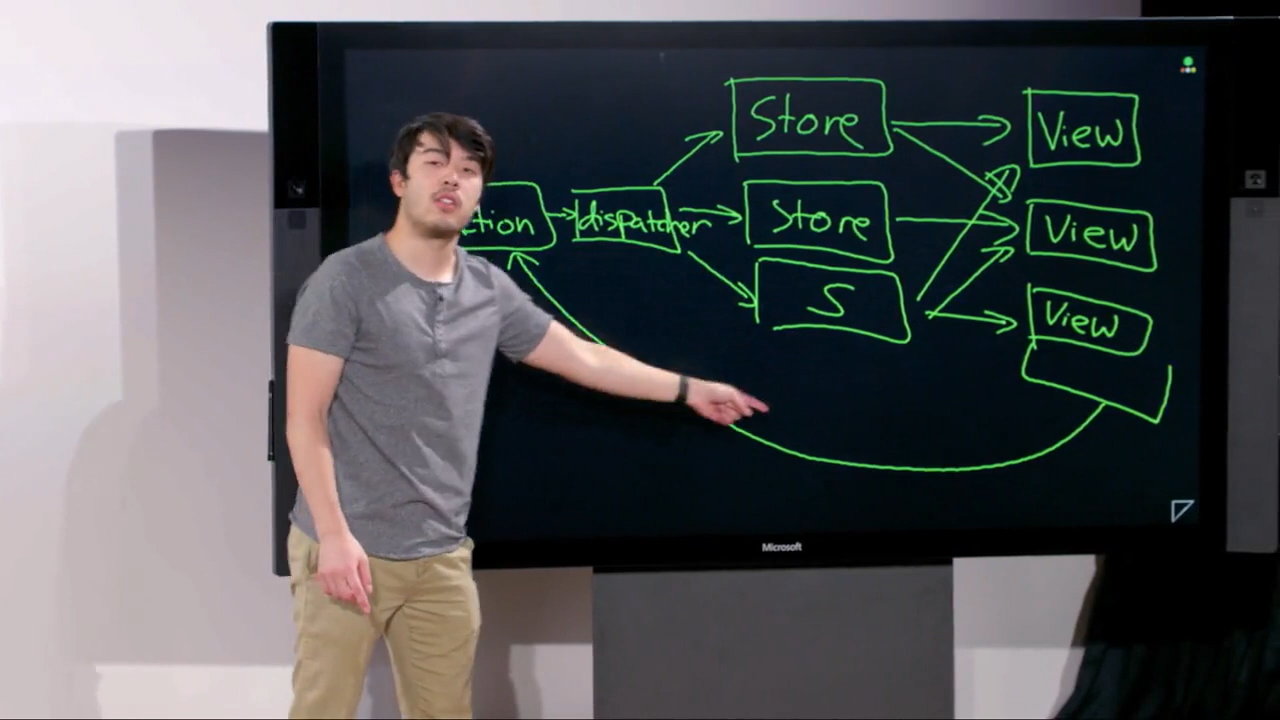 Store
View
ction
dispatcher
Store
View
S
View
Microsoft